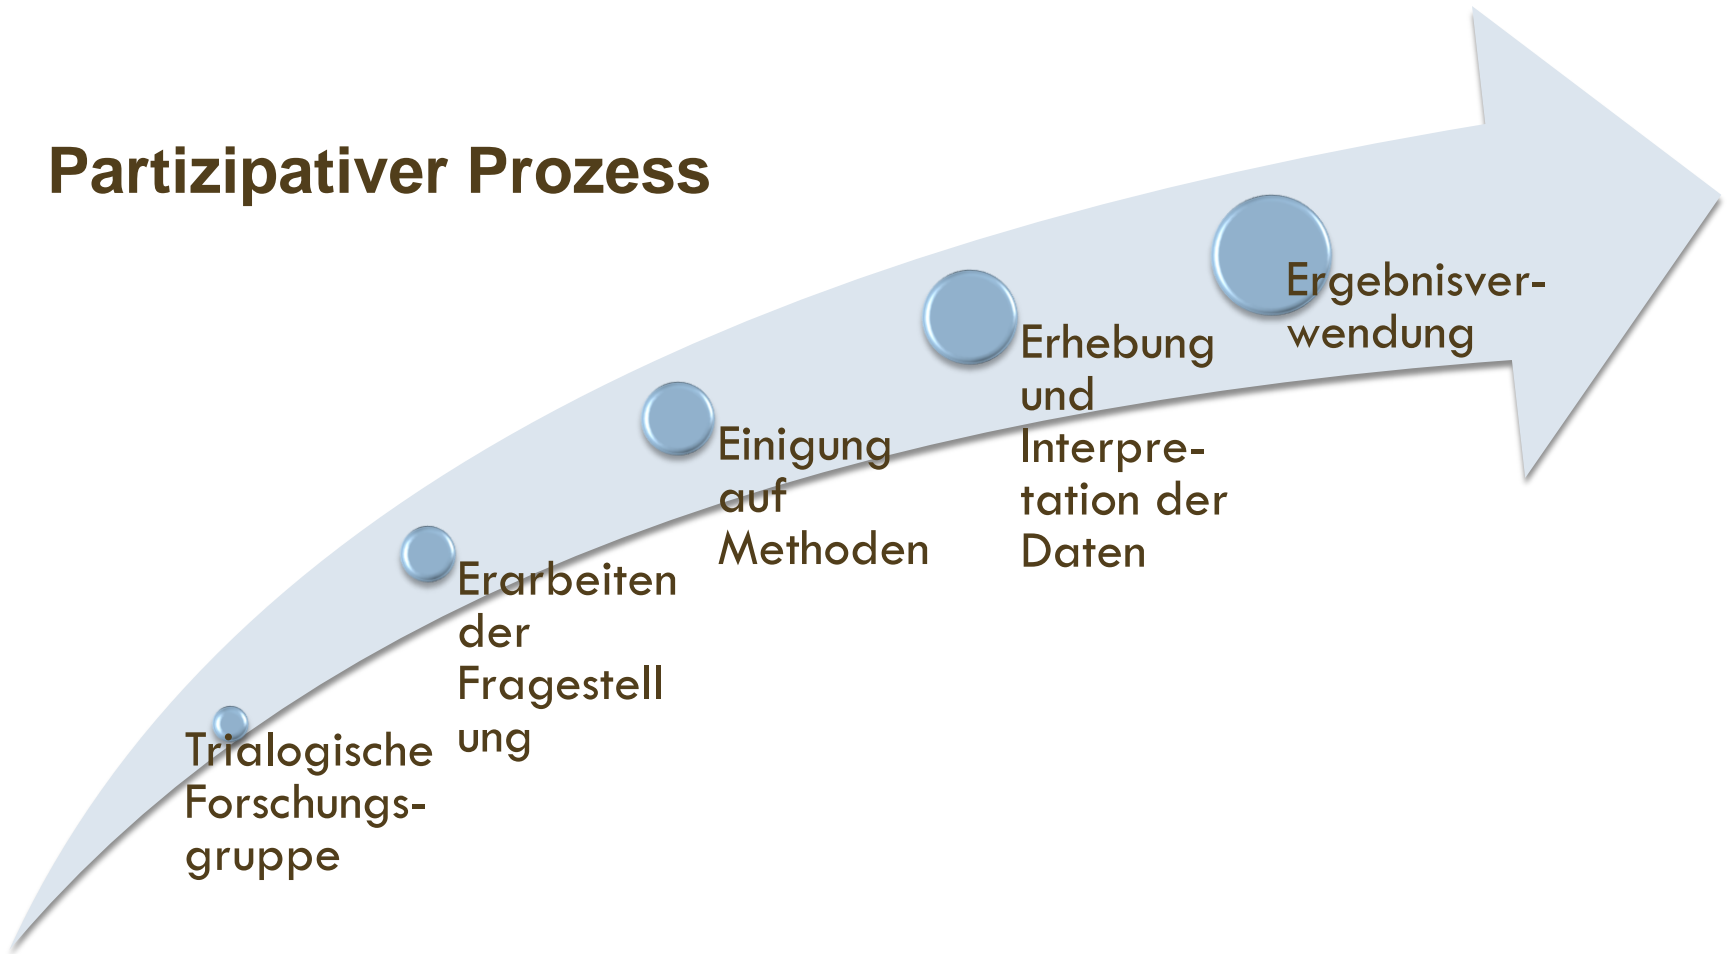 Partizipativer Prozess
Trialogische
Forschungs-
gruppe
Erarbeiten
der
Fragestell
ung
Einigung
auf
Methoden
Erhebung
und
Interpre-
tation der
Daten
Ergebnisver-
wendung